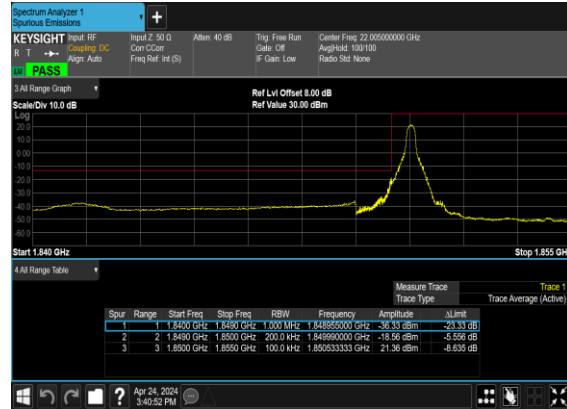 Spectrum Analyzer 1
Spurious Emissions
KEYSIGHT Input: RF Input Z: 50 Ω Atten: 40 dB Trig: Free Run Center Freq: 22.005000000 GHz
R T Coupling: DC Corr CCorr Gate: Off Avg|Hold: 100/100
Align: Auto Freq Ref: Int (S) IF Gain: Low Radio Std: None
PASS
3 All Range Graph
Ref Lvl Offset 8.00 dB
Scale/Div 10.0 dB Ref Value 30.00 dBm
Log
20.0
10.0
0.00
-10.0
-20.0
-30.0
-40.0
-50.0
-60.0
Start 1.840 GHz Stop 1.855 GH
4 All Range Table
Measure Trace Trace 1
Trace Type Trace Average (Active)
Spur Range Start Freq Stop Freq RBW Frequency Amplitude ΔLimit
1 1 1.8400 GHz 1.8490 GHz 1.000 MHz 1.848955000 GHz -36.33 dBm -23.33 dB
2 2 1.8490 GHz 1.8500 GHz 200.0 kHz 1.849990000 GHz -18.56 dBm -5.556 dB
3 3 1.8500 GHz 1.8550 GHz 100.0 kHz 1.850533333 GHz 21.36 dBm -8.635 dB
? Apr 24, 2024
3:40:52 PM